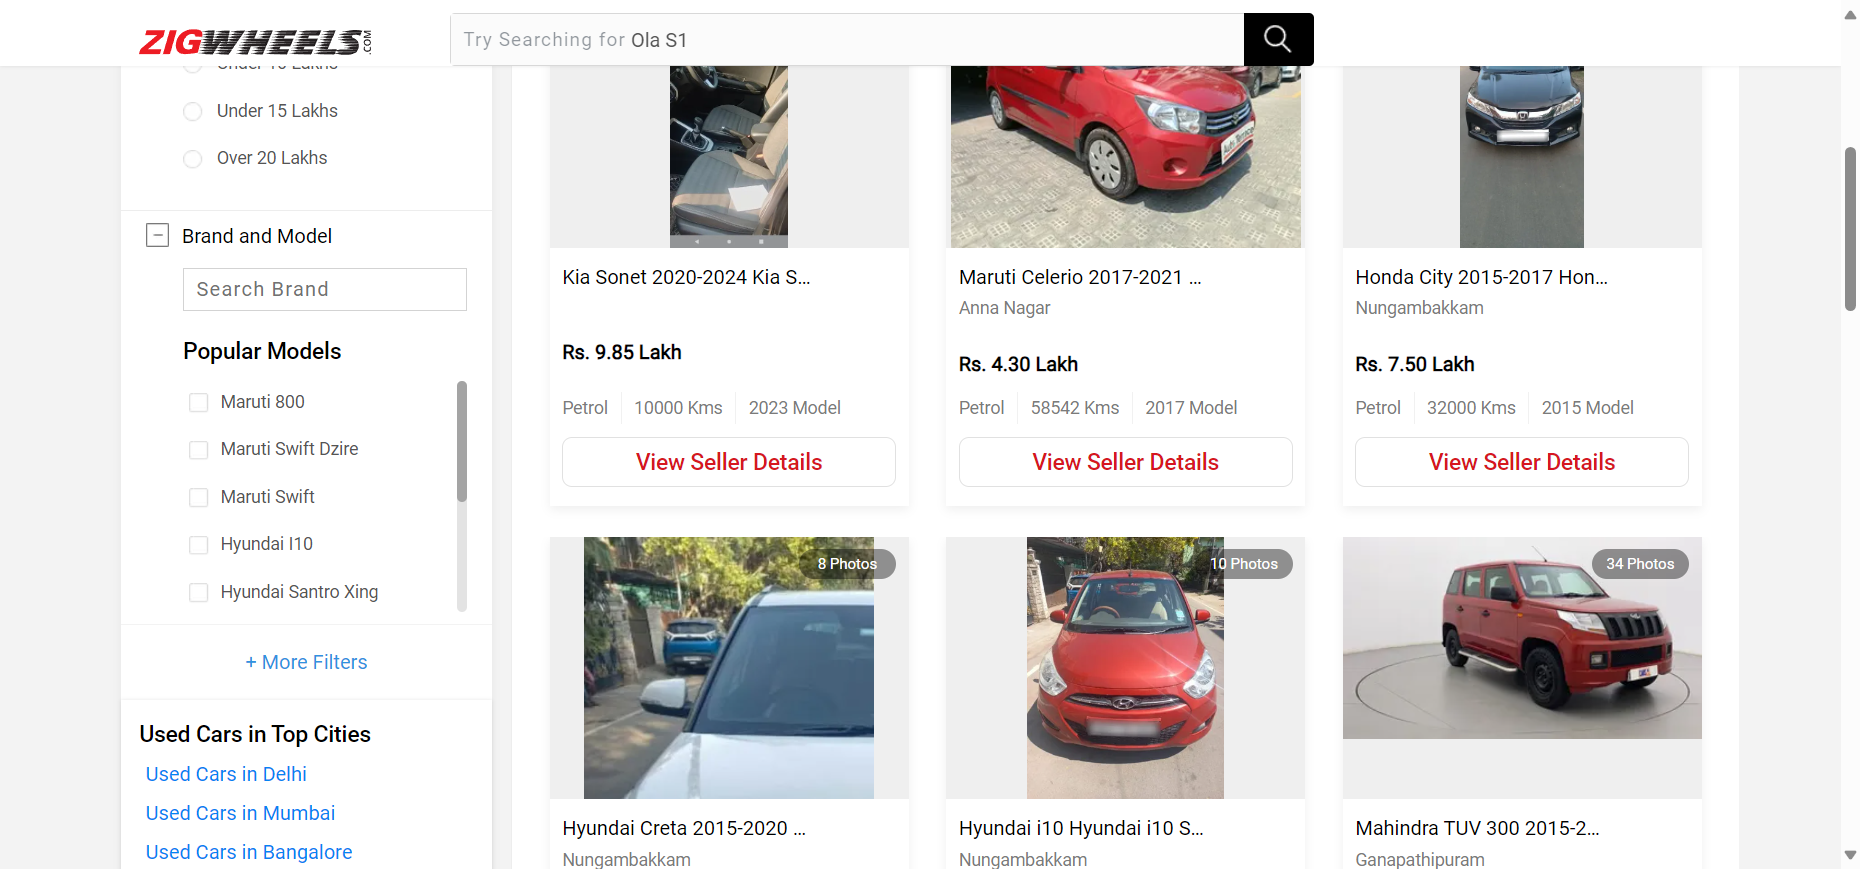 ZIGWHEELS.COM
Try Searching for Ola S1
Under 15 Lakhs
Over 20 Lakhs
Brand and Model
Search Brand
Popular Models
Maruti 800
Maruti Swift Dzire
Maruti Swift
Hyundai I10
Hyundai Santro Xing
+ More Filters
Used Cars in Top Cities
Used Cars in Delhi
Used Cars in Mumbai
Used Cars in Bangalore
Kia Sonet 2020-2024 Kia S...
Rs. 9.85 Lakh
Petrol
10000 Kms
2023 Model
View Seller Details
Auto Terrace
Maruti Celerio 2017-2021 ...
Anna Nagar
Rs. 4.30 Lakh
Petrol
58542 Kms
2017 Model
View Seller Details
Honda City 2015-2017 Hon...
Nungambakkam
Rs. 7.50 Lakh
Petrol
32000 Kms
2015 Model
View Seller Details
8 Photos
Hyundai Creta 2015-2020 ...
Nungambakkam
10 Photos
Hyundai i10 Hyundai i10 S...
Nungambakkam
34 Photos
Mahindra TUV 300 2015-2...
Ganapathipuram